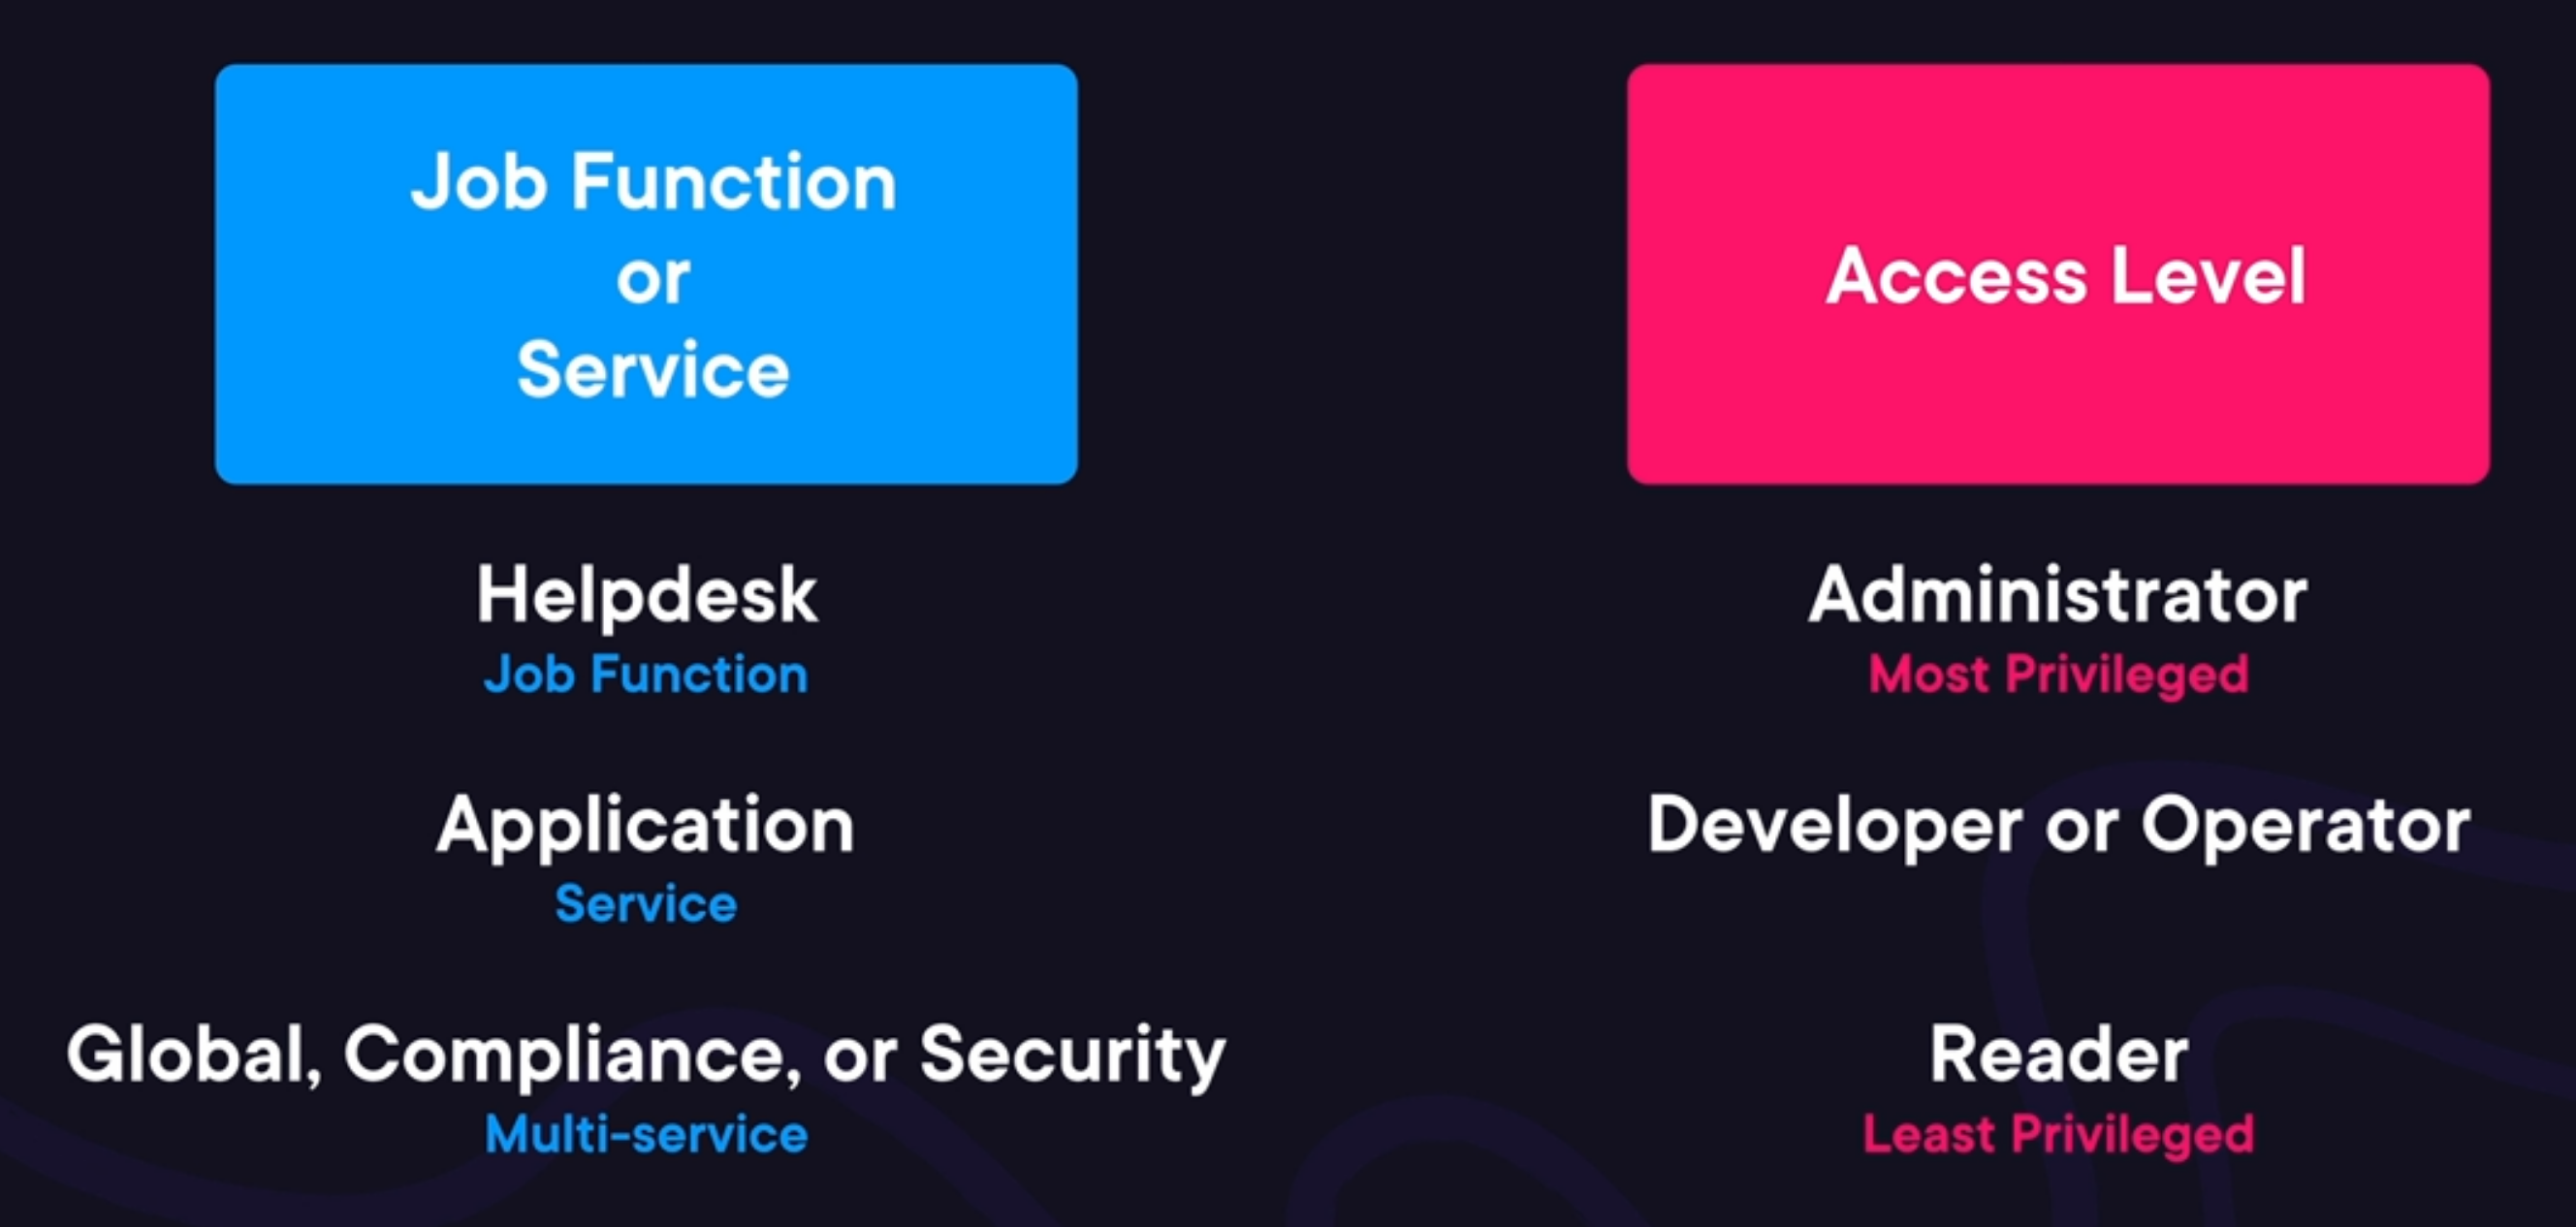 Job Function
or
Service
Access Level
Helpdesk
Job Function
Administrator
Most Privileged
Application
Service
Developer or Operator
Global, Compliance, or Security
Multi-service
Reader
Least Privileged